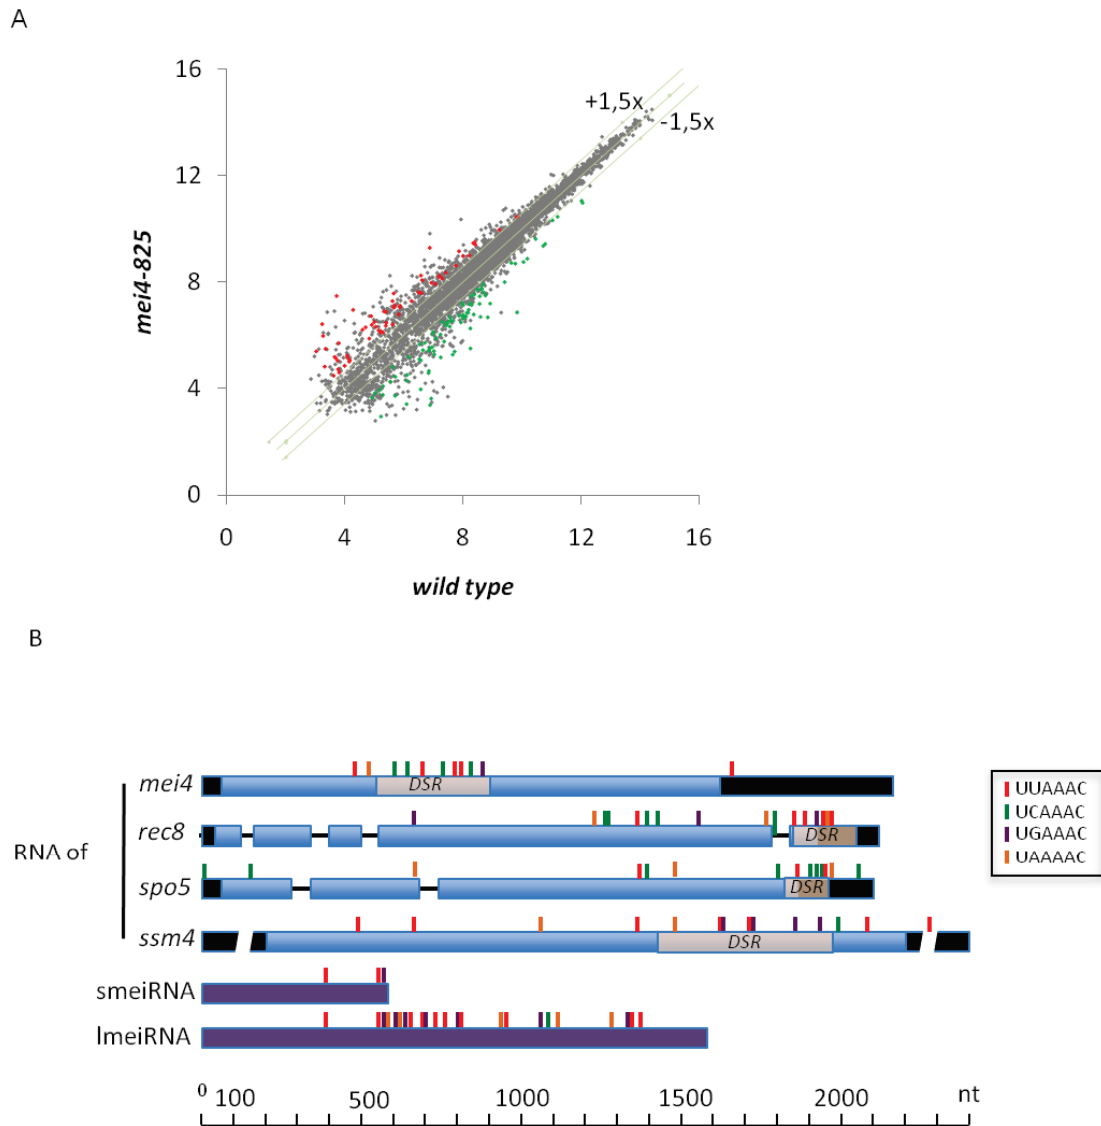 A
16
+1,5x
-1,5x
12
8
4
0
mei4-825
0 4 8 12 16
wild type
B
RNA of
mei4
DSR
rec8
DSR
spo5
DSR
ssm4
DSR
smeiRNA
lmeiRNA
UUAAAC
UCAAAC
UGAAAC
UAAAAC
0 100 500 1000 1500 2000 nt